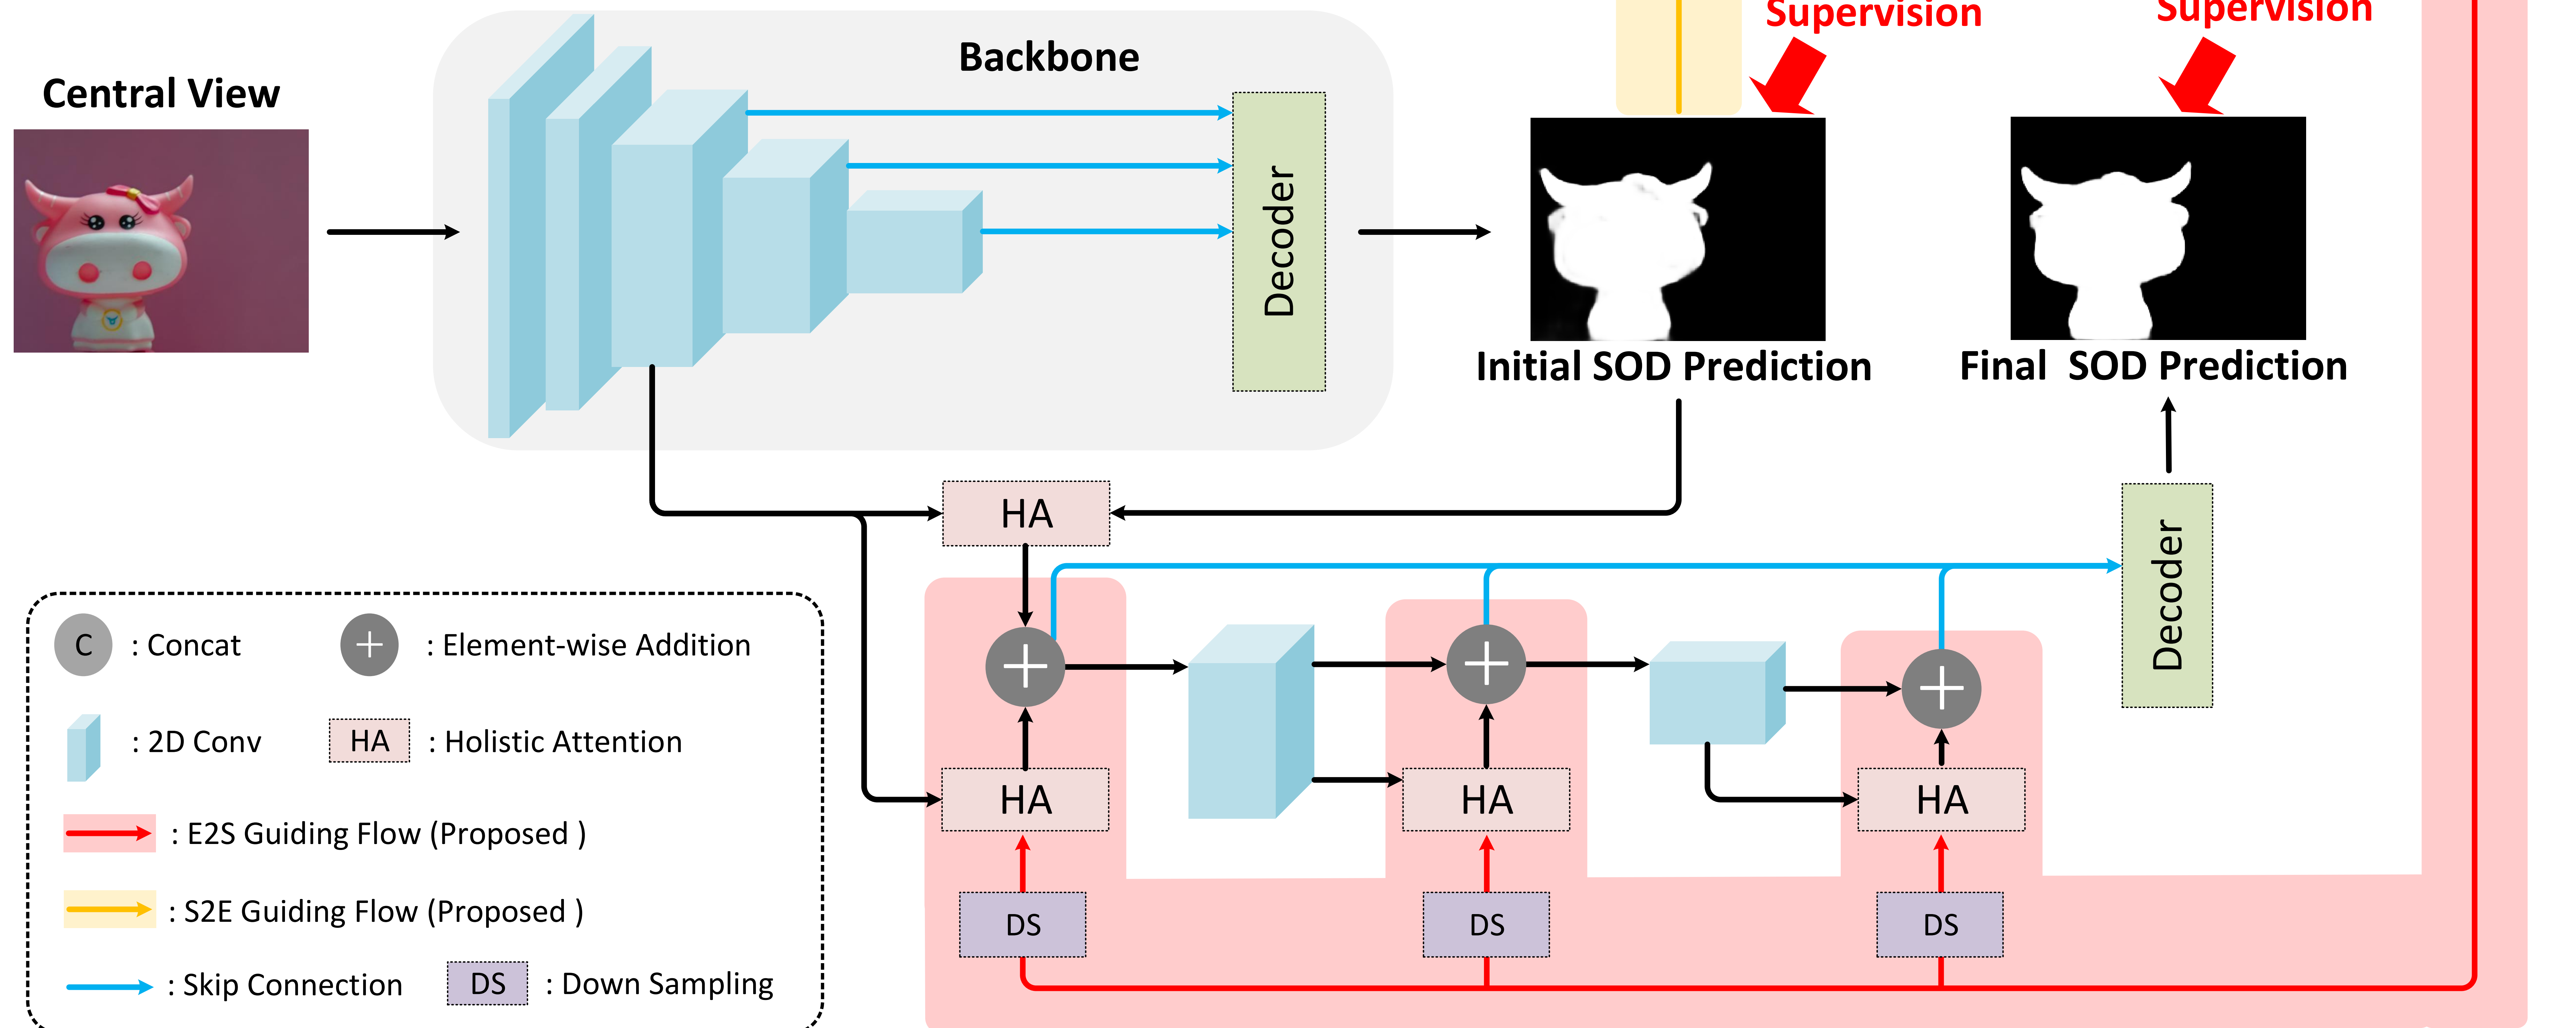 Supervision
Supervision
Backbone
Central View
Decoder
Initial SOD Prediction
Final SOD Prediction
HA
Decoder
HA
HA
HA
DS
DS
DS
C : Concat
+ : Element-wise Addition
: 2D Conv
HA : Holistic Attention
: E2S Guiding Flow (Proposed )
: S2E Guiding Flow (Proposed )
: Skip Connection
DS : Down Sampling